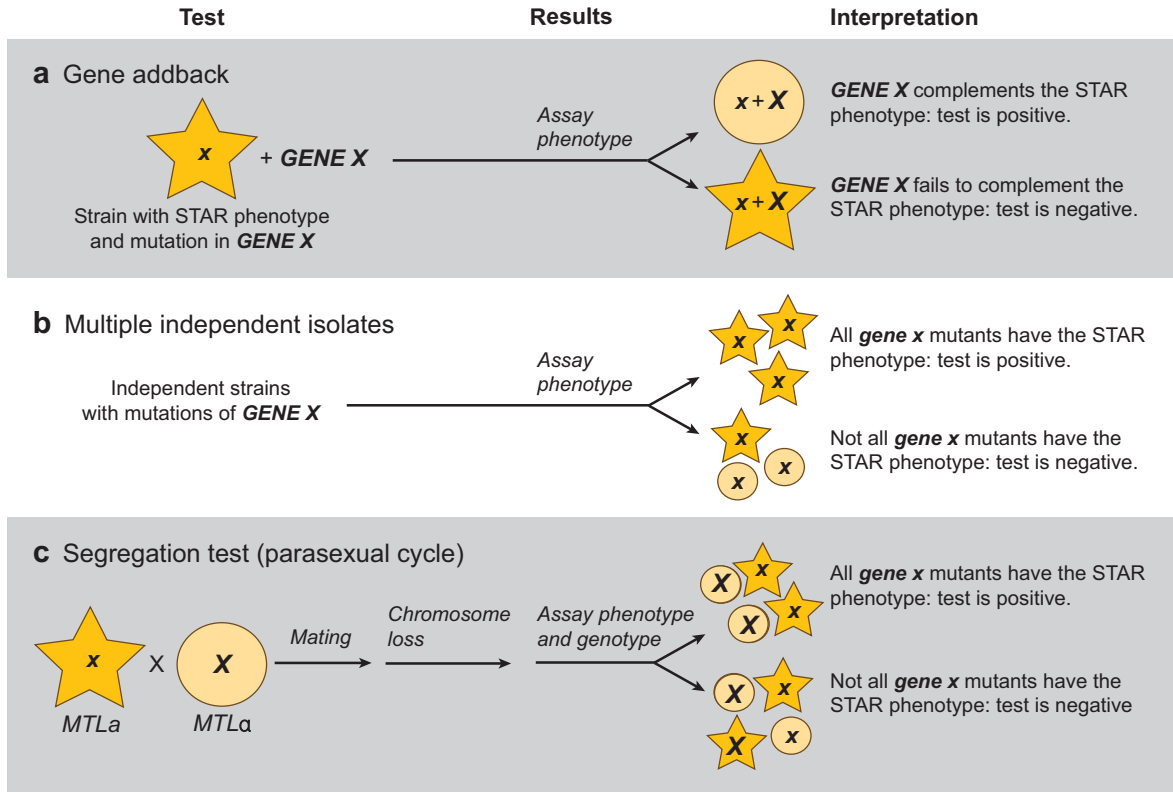 Test
Results
Interpretation
a Gene addback
x
+ GENE X
Strain with STAR phenotype
and mutation in GENE X
Assay
phenotype
x + X
GENE X complements the STAR
phenotype: test is positive.
x + X
GENE X fails to complement the
STAR phenotype: test is negative.
b Multiple independent isolates
Independent strains
with mutations of GENE X
Assay
phenotype
x
x
x
All gene x mutants have the STAR
phenotype: test is positive.
x
x
x
Not all gene x mutants have the
STAR phenotype: test is negative.
c Segregation test (parasexual cycle)
x
X
X
MTLa
MTLα
Mating
Chromosome
loss
Assay phenotype
and genotype
X
x
X
x
All gene x mutants have the STAR
phenotype: test is positive.
X
x
X
x
Not all gene x mutants have the
STAR phenotype: test is negative